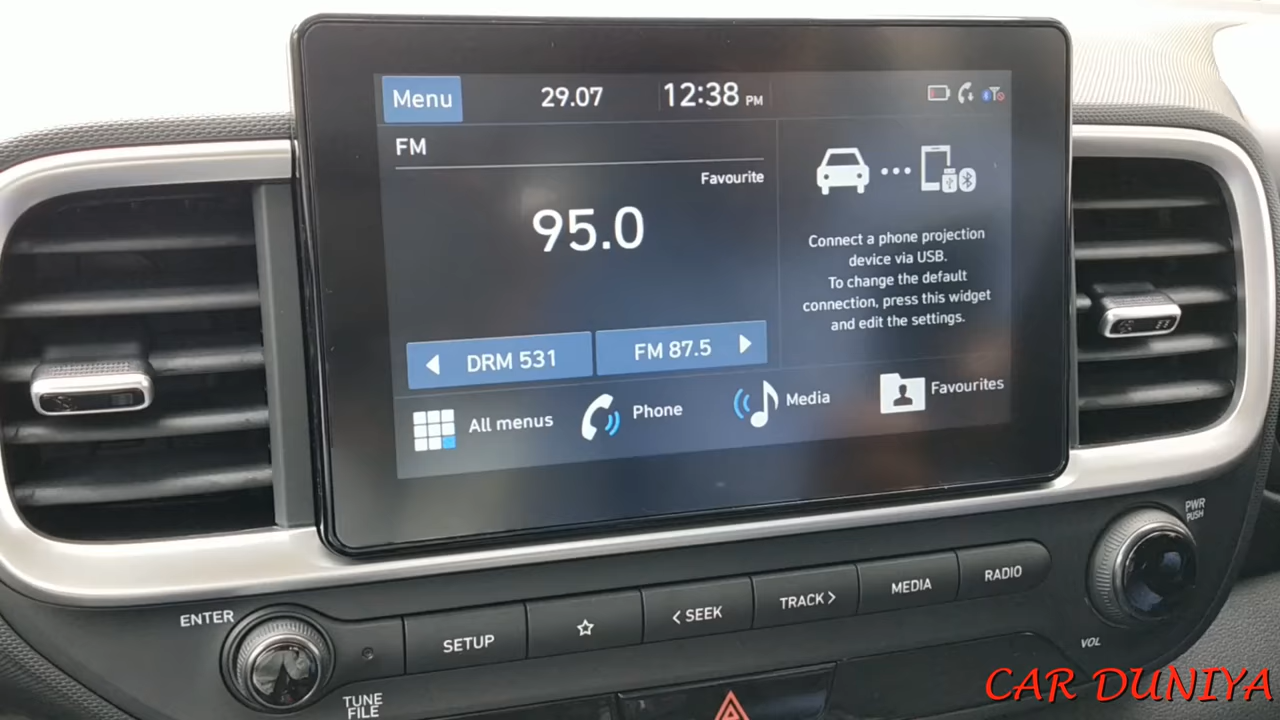 Menu 29.07 12:38 PM
FM
Favourite
95.0
DRM 531 FM 87.5
Connect a phone projection
device via USB.
To change the default
connection, press this widget
and edit the settings.
All menus Phone Media Favourites
PWR
PUSH
ENTER
SETUP < SEEK TRACK > MEDIA RADIO
VOL
TUNE
FILE
CAR DUNIYA